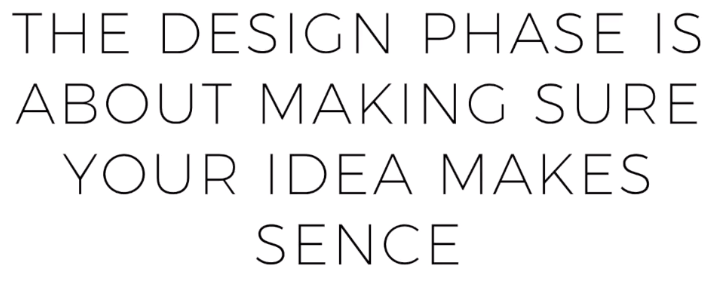 THE DESIGN PHASE IS
ABOUT MAKING SURE
YOUR IDEA MAKES
SENCE